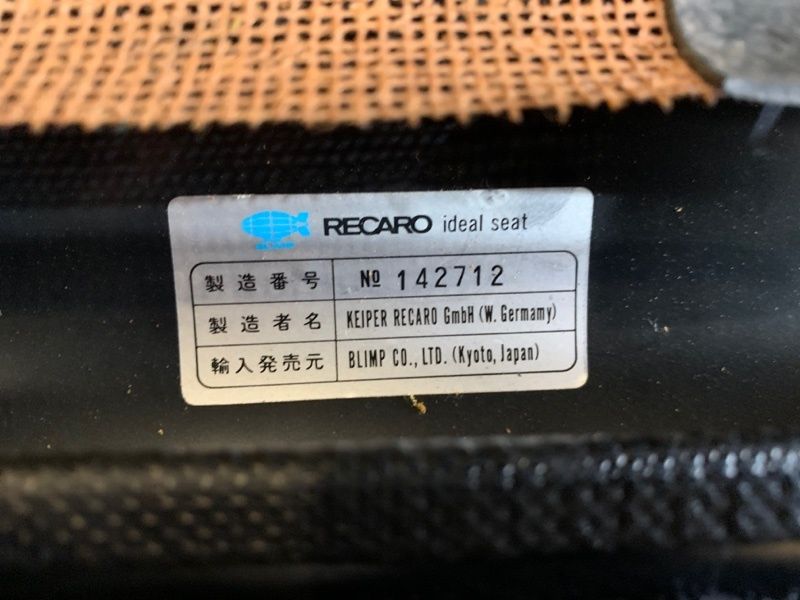 RECARO ideal seat
製造番号 № 142712
製造者名 KEIPER RECARO GmbH (W. Germamy)
輸入発売元 BLIMP CO., LTD. (Kyoto, Japan)